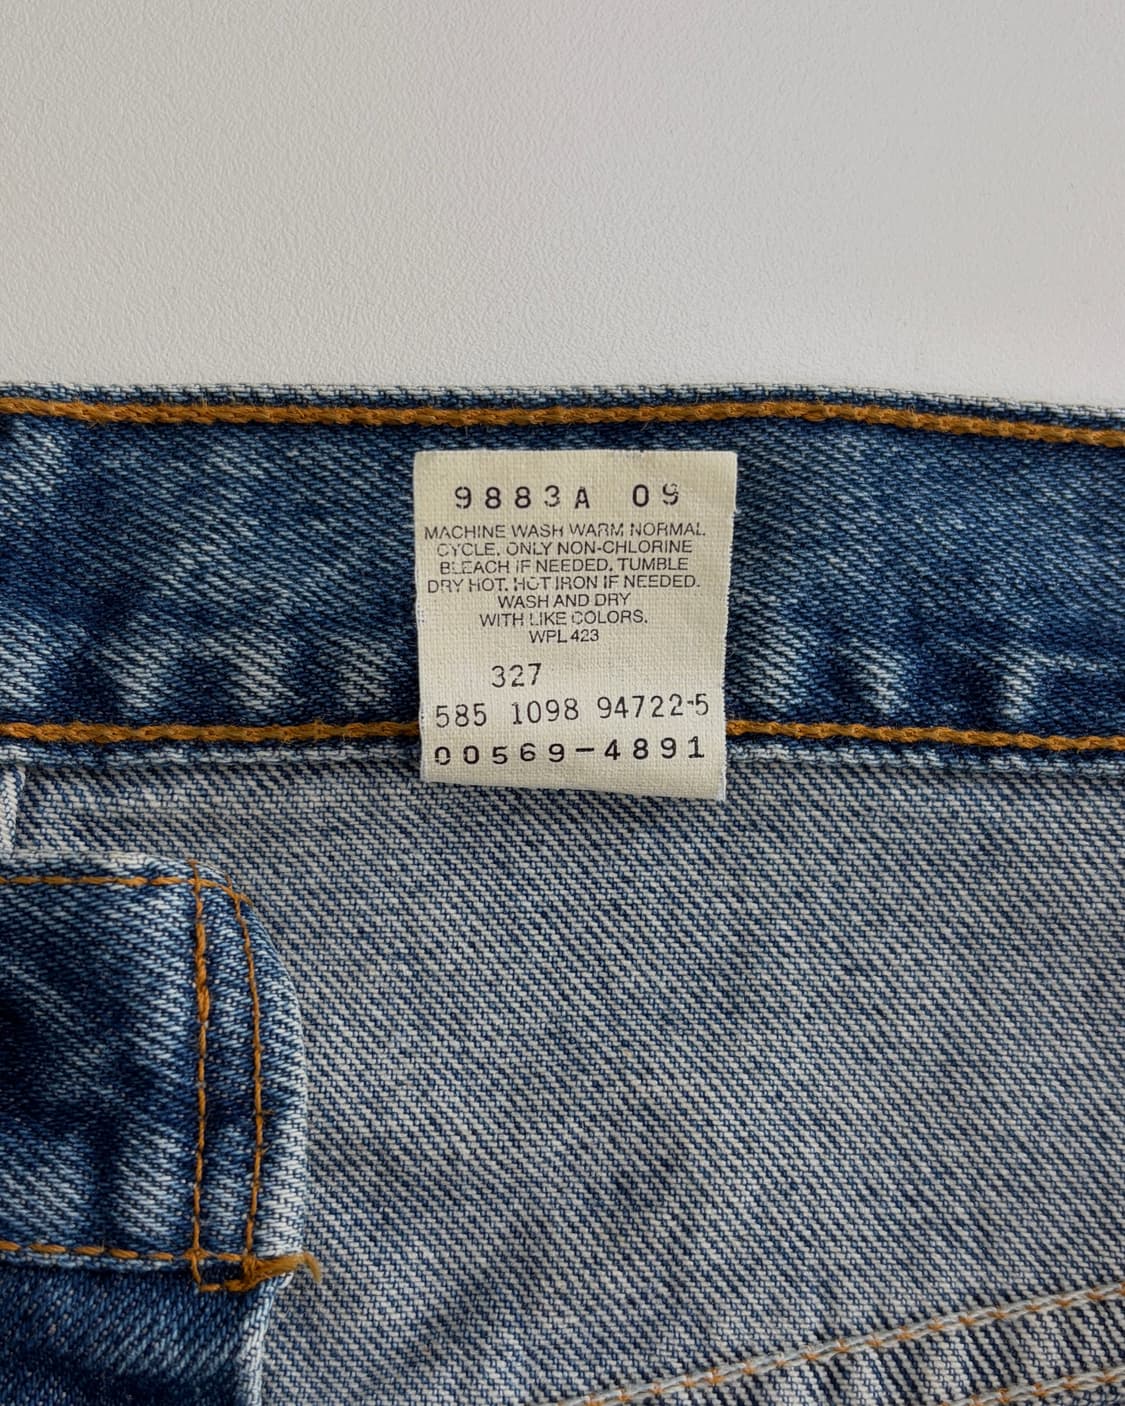 9883A 09
MACHINE WASH WARM NORMAL
CYCLE. ONLY NON-CHLORINE
BLEACH IF NEEDED. TUMBLE
DRY HOT. HOT IRON IF NEEDED.
WASH AND DRY
WITH LIKE COLORS.
WPL 423
327
585 1098 94722-5
00569-4891